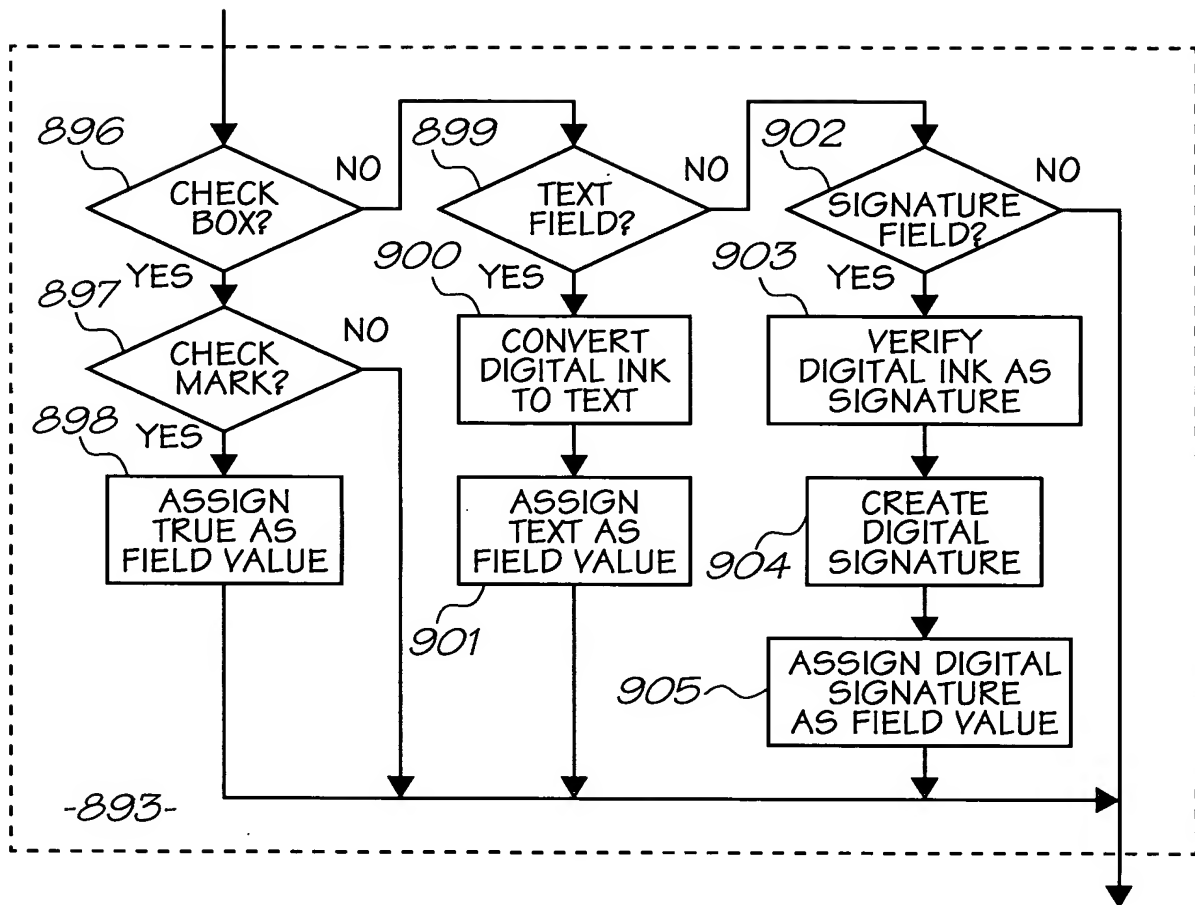 896
CHECK
BOX?
NO
YES
897
CHECK
MARK?
NO
YES
898
ASSIGN
TRUE AS
FIELD VALUE
899
TEXT
FIELD?
NO
YES
900
CONVERT
DIGITAL INK
TO TEXT
ASSIGN
TEXT AS
FIELD VALUE
901
902
SIGNATURE
FIELD?
NO
YES
903
VERIFY
DIGITAL INK AS
SIGNATURE
CREATE
DIGITAL
SIGNATURE
904
ASSIGN DIGITAL
SIGNATURE
AS FIELD VALUE
905
-893-